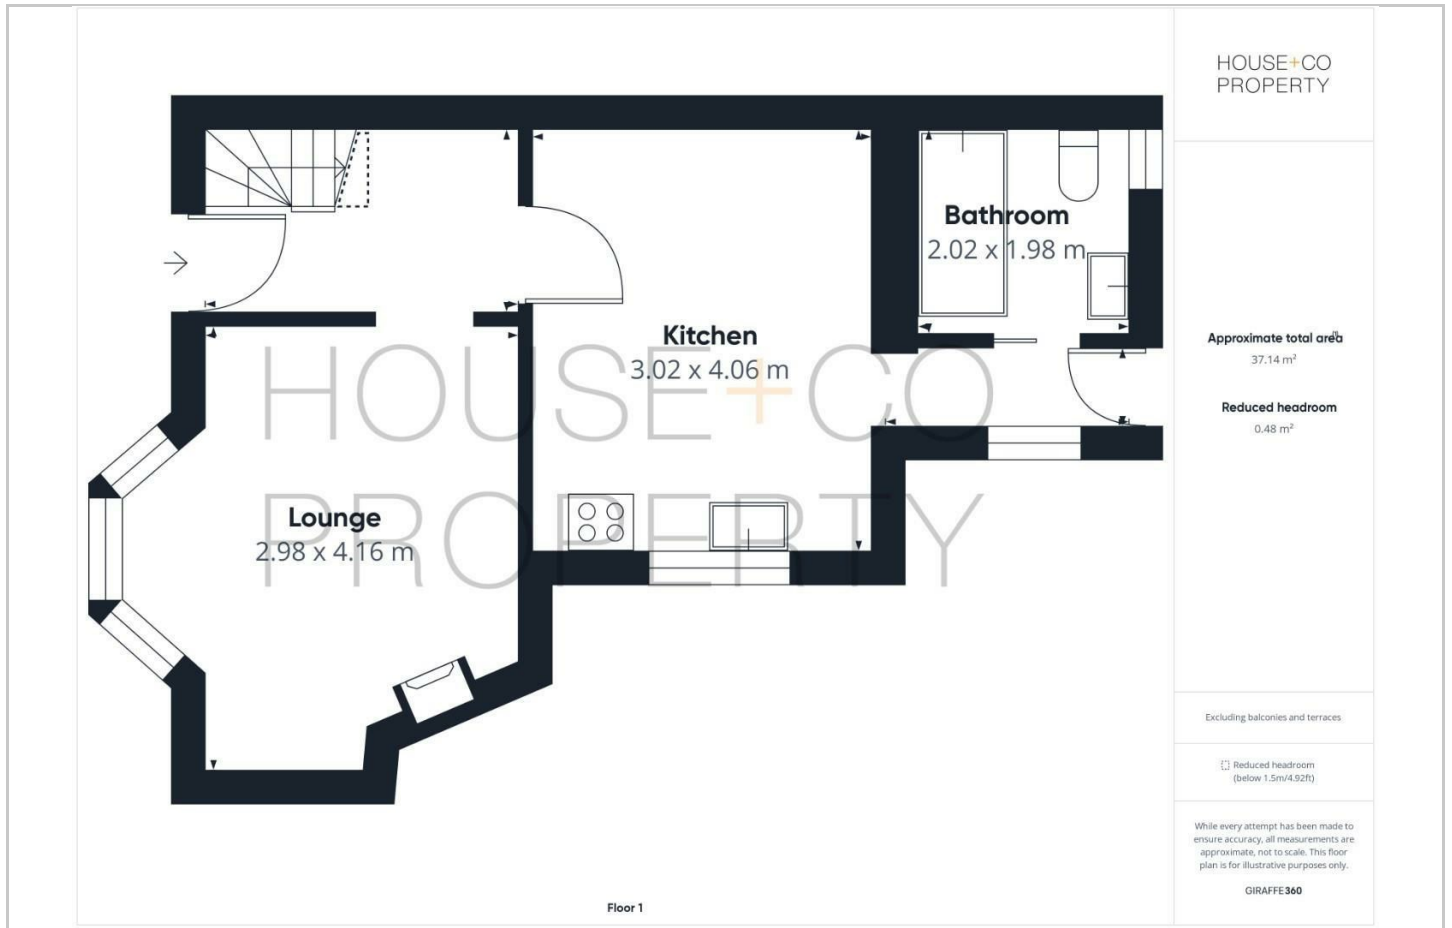 HOUSE+CO
PROPERTY
Bathroom
2.02 x 1.98 m
Kitchen
3.02 x 4.06 m
Lounge
2.98 x 4.16 m
HOUSE+CO
PROPERTY
Floor 1
Approximate total area
37.14 m²
Reduced headroom
0.48 m²
Excluding balconies and terraces
Reduced headroom
(below 1.5m/4.92ft)
While every attempt has been made to
ensure accuracy, all measurements are
approximate, not to scale. This floor
plan is for illustrative purposes only.
GIRAFFE360